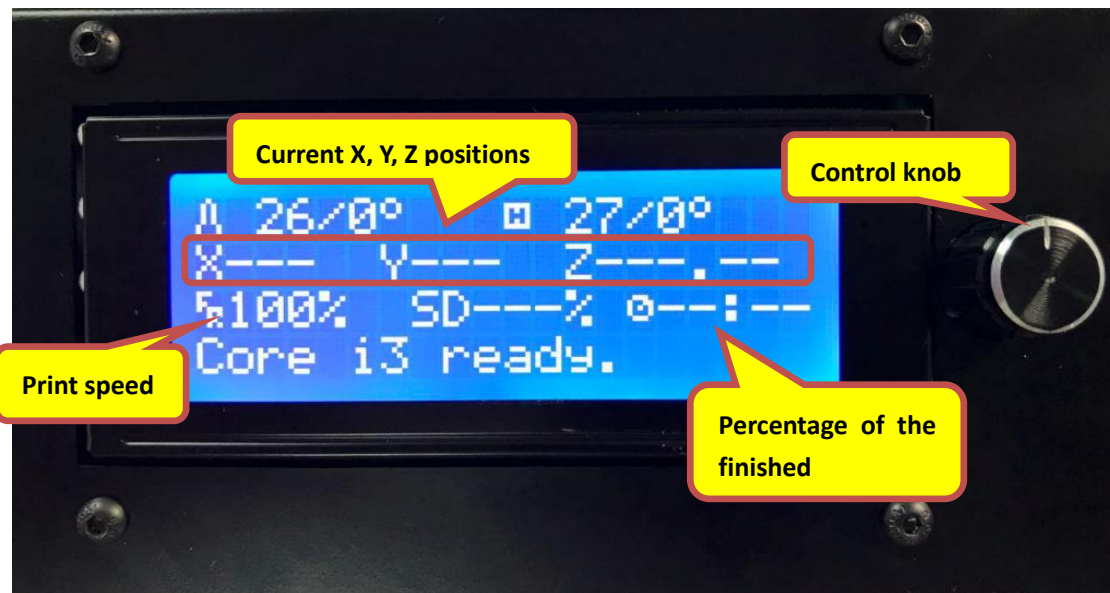 Current X, Y, Z positions
Control knob
26/0° 27/0°
X--- Y--- Z---.--
100% SD---% --:--
Core i3 ready.
Print speed
Percentage of the
finished